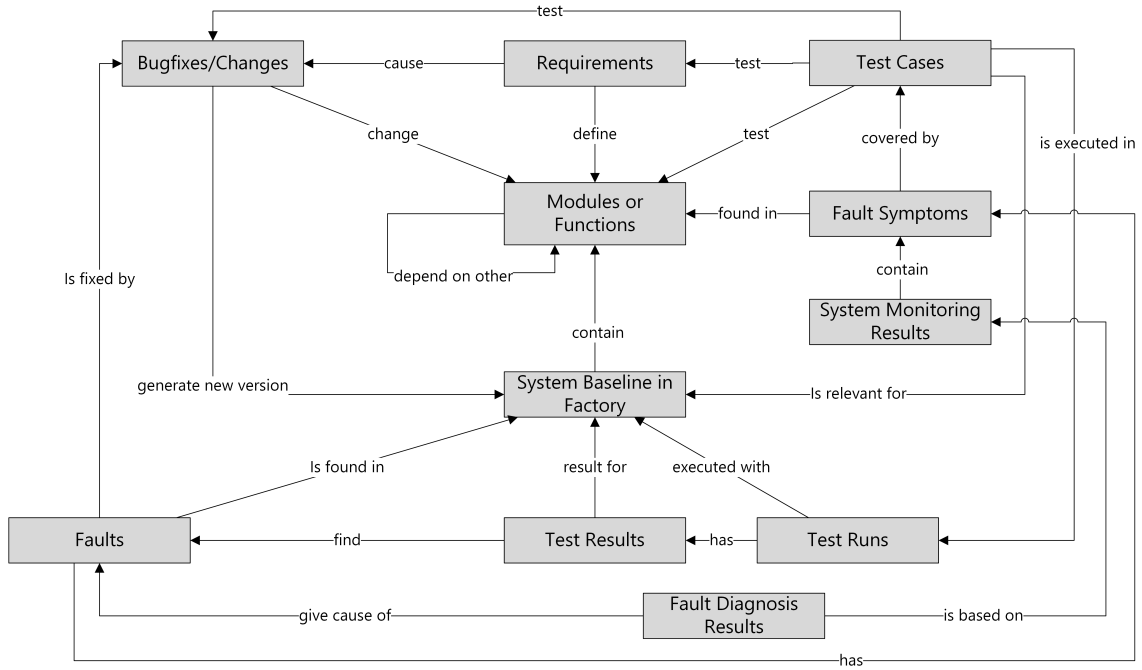 test
Bugfixes/Changes
cause
Requirements
test
Test Cases
change
define
test
covered by
is executed in
Modules or
Functions
found in
Fault Symptoms
depend on other
Is fixed by
contain
System Monitoring
Results
contain
generate new version
System Baseline in
Factory
Is relevant for
Is found in
result for
executed with
Faults
find
Test Results
has
Test Runs
give cause of
Fault Diagnosis
Results
is based on
has